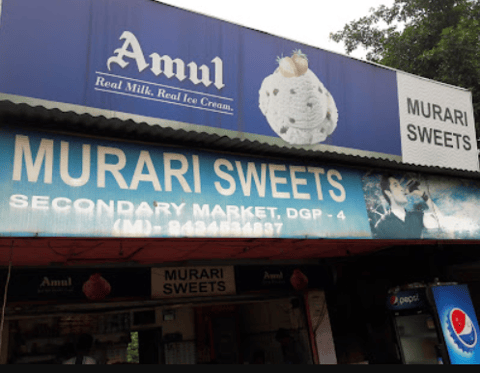 Amul
Real Milk. Real Ice Cream.
MURARI
SWEETS
MURARI SWEETS
SECONDARY MARKET, DGP - 4
(M)- 9434634837
Amul
MURARI
SWEETS
Amul
pepsi